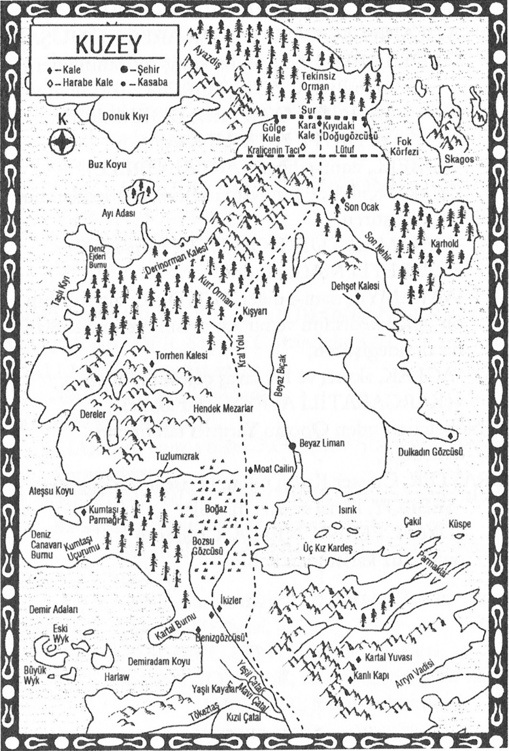 KUZEY
– Kale
– Şehir
– Harabe Kale
– Kasaba
Ayazdiş
Tekinsiz
Orman
Donuk Kıyı
K
Sur
Gölge
Kule
Kara
Kale
Kıyıdaki
Doğugözcüsü
Kraliçenin Tacı
Lütuf
Fok
Körfezi
Skagos
Buz Koyu
Ayı Adası
Son Ocak
Karhold
Son Nehir
Deniz
Ejderi
Burnu
Derinorman Kalesi
Taşlı Kıyı
Kurt Ormanı
Kışyarı
Dehşet Kalesi
Kral Yolu
Torrhen Kalesi
Beyaz Bıçak
Dereler
Hendek Mezarlar
Beyaz Liman
Dulkadın Gözcüsü
Tuzlumızrak
Moat Cailin
Ateşsu Koyu
Kumtaşı
Parmağı
Boğaz
Isırık
Çakıl
Küspe
Deniz
Canavarı
Burnu
Kumtaşı
Uçurumu
Bozsu
Gözcüsü
Üç Kız Kardeş
Parmaklar
Demir Adaları
Eski
Wyk
İkizler
Kartal Burnu
Denizgözcüsü
Büyük
Wyk
Harlaw
Demiradam Koyu
Kartal Yuvası
Kanlı Kapı
Arryn Vadisi
Yeşil Çatal
Mavi Çatal
Yaşlı Kayalar
Tökeztaş
Kızıl Çatal